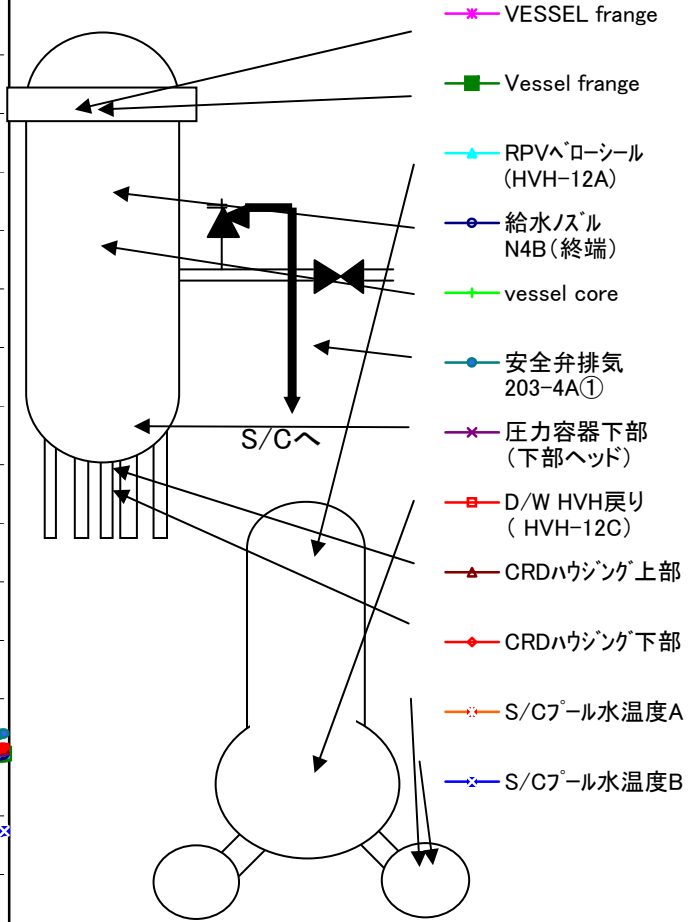 VESSEL frange
Vessel frange
RPVﾍﾞﾛｰｼｰﾙ
(HVH-12A)
給水ﾉｽﾞﾙ
N4B(終端)
vessel core
安全弁排気
203-4A①
圧力容器下部
(下部ヘッド)
D/W HVH戻り
( HVH-12C)
CRDﾊｳｼﾞﾝｸﾞ上部
CRDﾊｳｼﾞﾝｸﾞ下部
S/Cﾌﾟｰﾙ水温度A
S/Cﾌﾟｰﾙ水温度B
S/Cへ